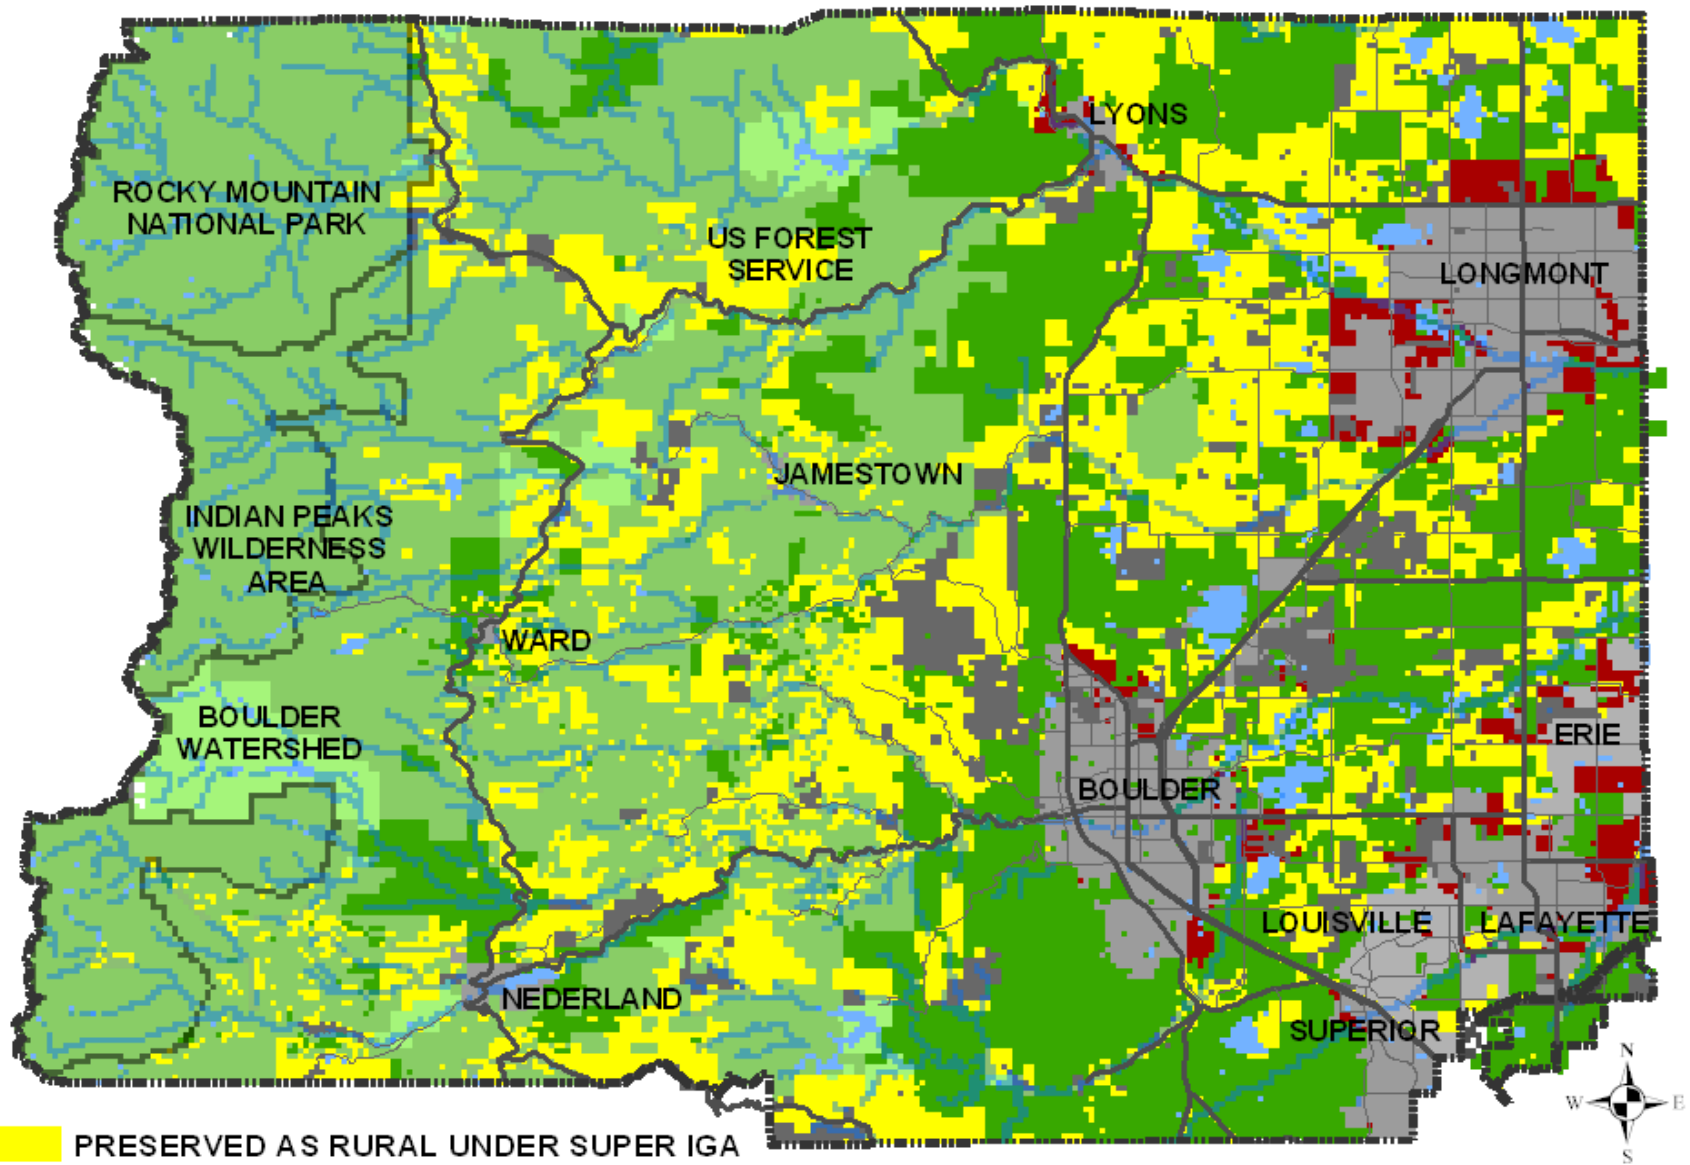 LYONS
ROCKY MOUNTAIN
NATIONAL PARK
US FOREST
SERVICE
LONGMONT
JAMESTOWN
INDIAN PEAKS
WILDERNESS
AREA
WARD
BOULDER
WATERSHED
ERIE
BOULDER
LOUISVILLE
LAFAYETTE
NEDERLAND
SUPERIOR
N
W
E
S
PRESERVED AS RURAL UNDER SUPER IGA